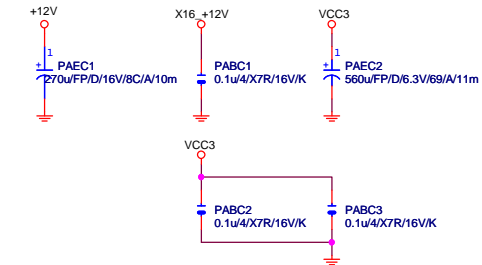 +12V
X16_+12V
VCC3
1
+
PAEC1
270u/FP/D/16V/8C/A/10m
PABC1
0.1u/4/X7R/16V/K
1
+
PAEC2
560u/FP/D/6.3V/69/A/11m
VCC3
PABC2
0.1u/4/X7R/16V/K
PABC3
0.1u/4/X7R/16V/K